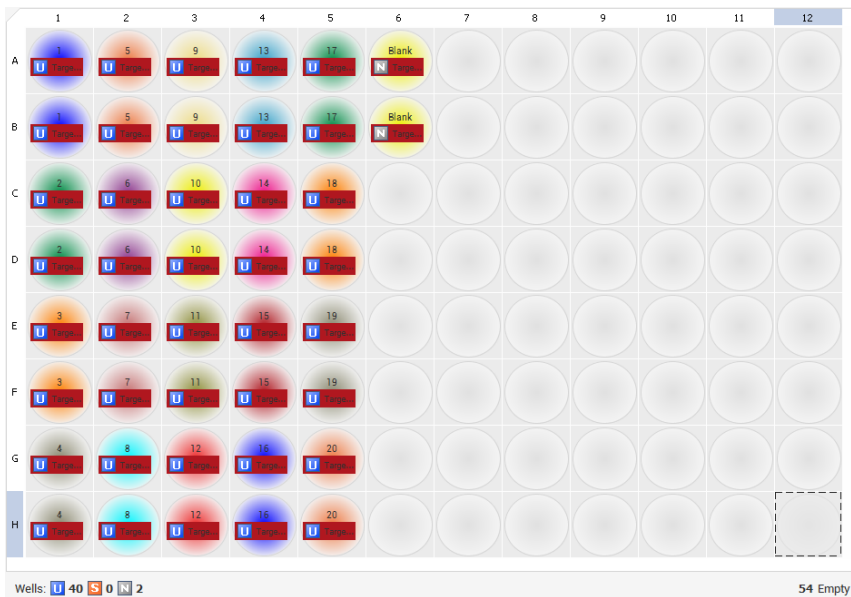 1 2 3 4 5 6 7 8 9 10 11 12
A
1 5 9 13 17 Blank
U Targe... U Targe... U Targe... U Targe... U Targe... N Targe...
B
1 5 9 13 17 Blank
U Targe... U Targe... U Targe... U Targe... U Targe... N Targe...
C
2 6 10 14 18
U Targe... U Targe... U Targe... U Targe... U Targe...
D
2 6 10 14 18
U Targe... U Targe... U Targe... U Targe... U Targe...
E
3 7 11 15 19
U Targe... U Targe... U Targe... U Targe... U Targe...
F
3 7 11 15 19
U Targe... U Targe... U Targe... U Targe... U Targe...
G
4 8 12 16 20
U Targe... U Targe... U Targe... U Targe... U Targe...
H
4 8 12 16 20
U Targe... U Targe... U Targe... U Targe... U Targe...
Wells: U 40 S 0 N 2 54 Empty